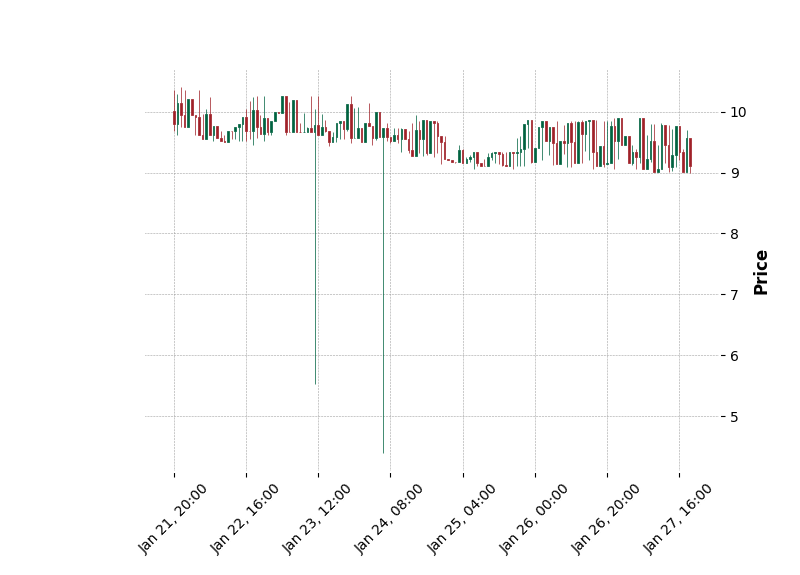 10
9
8
7
6
5
Price
Jan 21, 20:00
Jan 22, 16:00
Jan 23, 12:00
Jan 24, 08:00
Jan 25, 04:00
Jan 26, 00:00
Jan 26, 20:00
Jan 27, 16:00